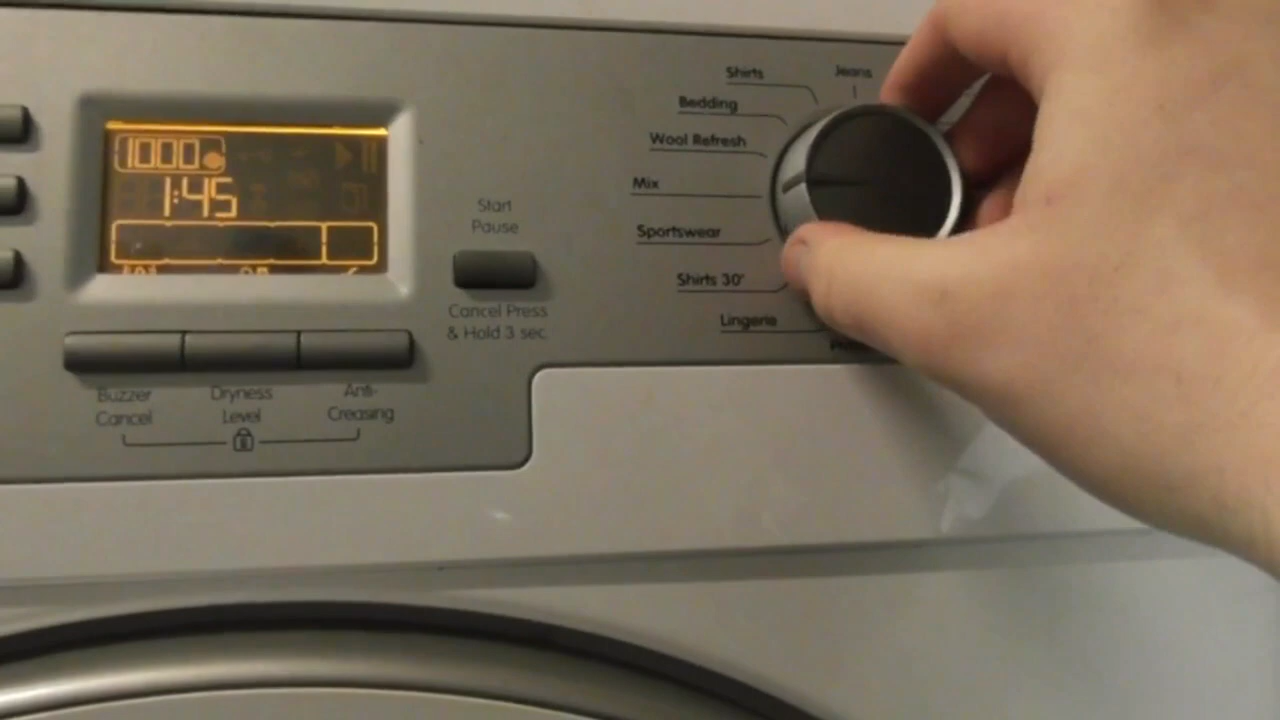 1000
1:45
Start
Pause
Cancel Press
& Hold 3 sec.
Buzzer
Cancel
Dryness
Level
Anti-
Creasing
Shirts
Jeans
Bedding
Wool Refresh
Mix
Sportswear
Shirts 30'
Lingerie